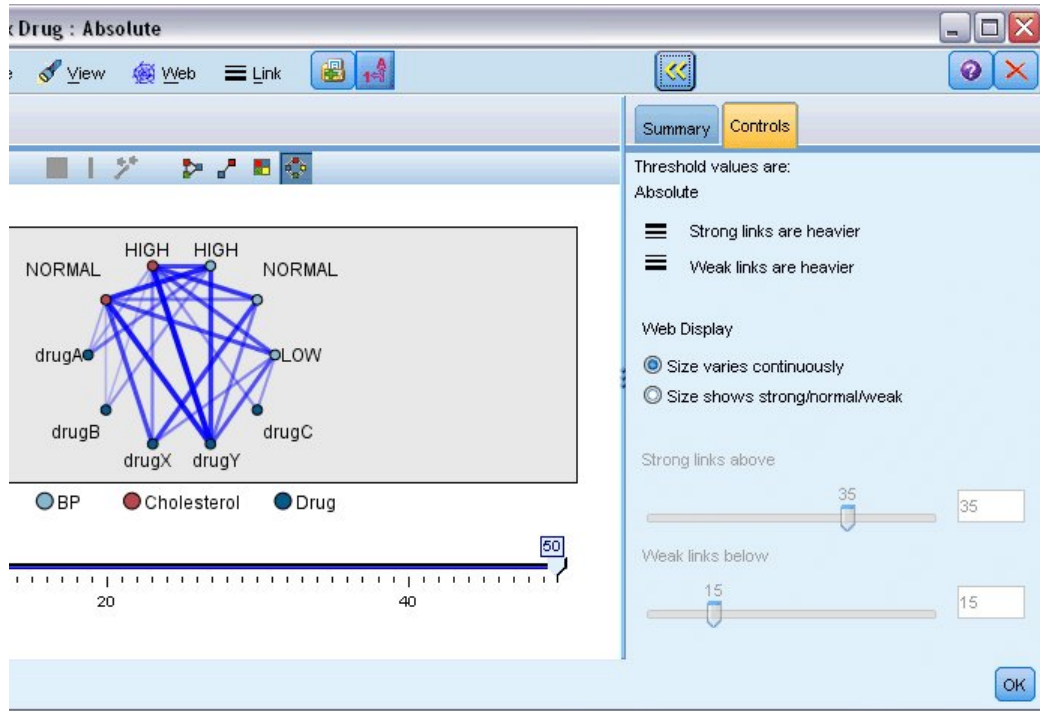 Drug : Absolute
View Web Link
Summary Controls
Threshold values are:
Absolute
Strong links are heavier
Weak links are heavier
Web Display
Size varies continuously
Size shows strong/normal/weak
Strong links above
35
35
Weak links below
15
15
OK
HIGH HIGH
NORMAL NORMAL
drugA LOW
drugB drugC
drugX drugY
BP Cholesterol Drug
50
20 40